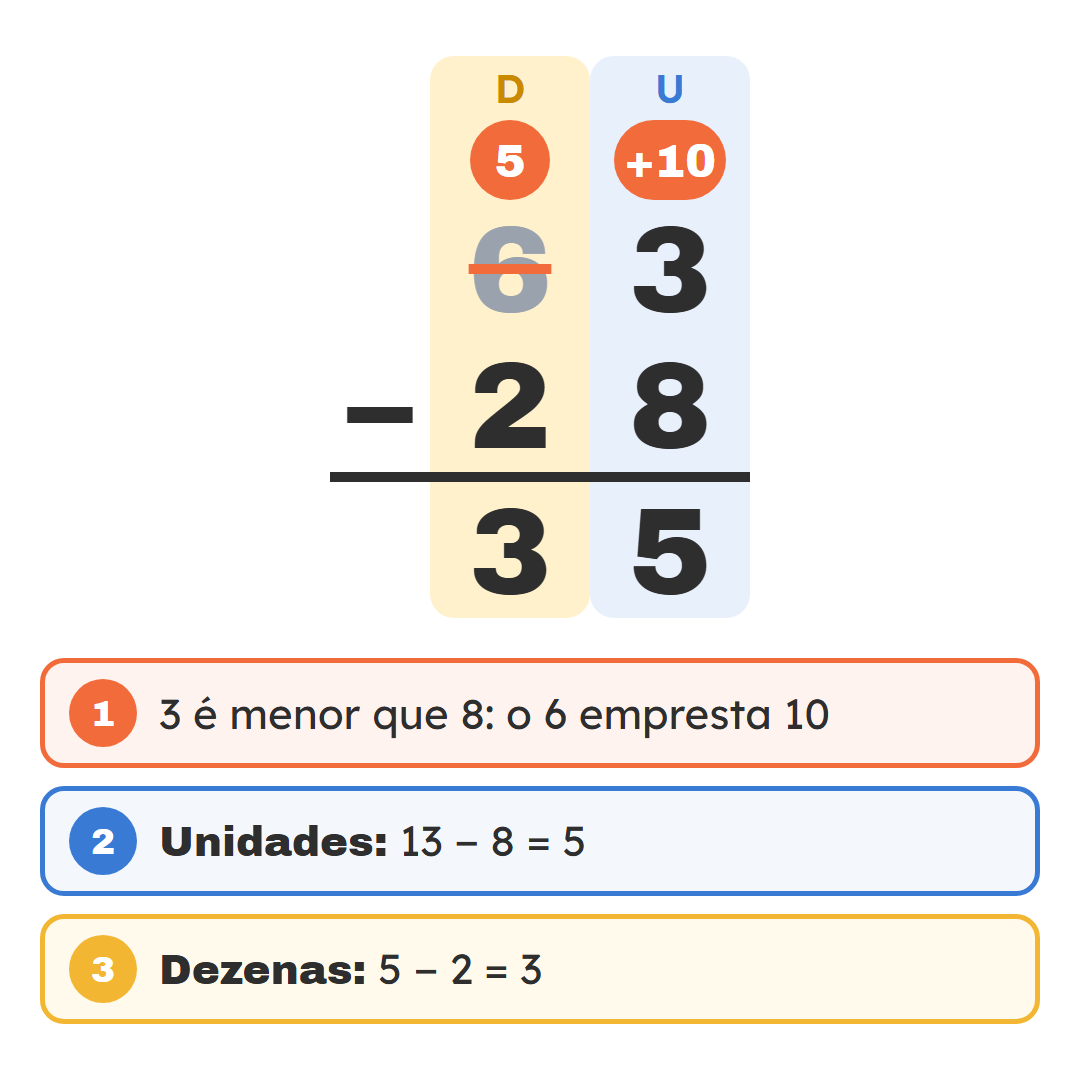 D U
5 +10
6 3
– 2 8
3 5
1 3 é menor que 8: o 6 empresta 10
2 Unidades: 13 – 8 = 5
3 Dezenas: 5 – 2 = 3